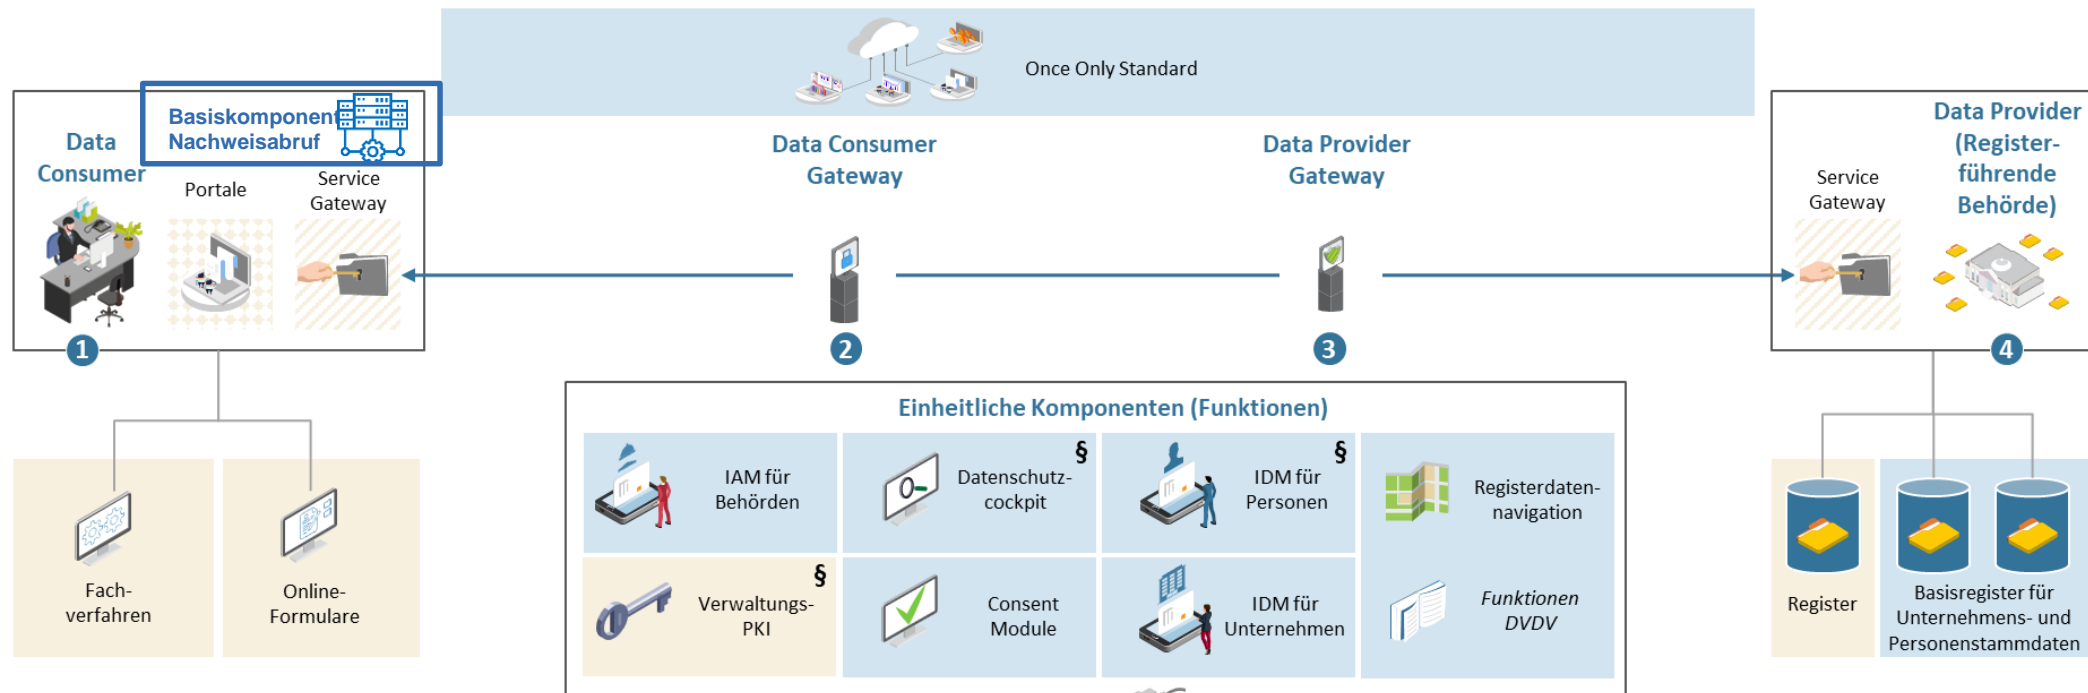 Once Only Standard
Basiskomponent
Nachweisabruf
Data
Consumer
Portale
Service
Gateway
1
Data Consumer
Gateway
2
Data Provider
Gateway
3
Service
Gateway
Data Provider
(Register-
führende
Behörde)
4
Fach-
verfahren
Online-
Formulare
Einheitliche Komponenten (Funktionen)
IAM für
Behörden
§
Datenschutz-
cockpit
§
IDM für
Personen
Registerdaten-
navigation
§
Verwaltungs-
PKI
Consent
Module
IDM für
Unternehmen
Funktionen
DVDV
Register
Basisregister für
Unternehmens- und
Personenstammdaten